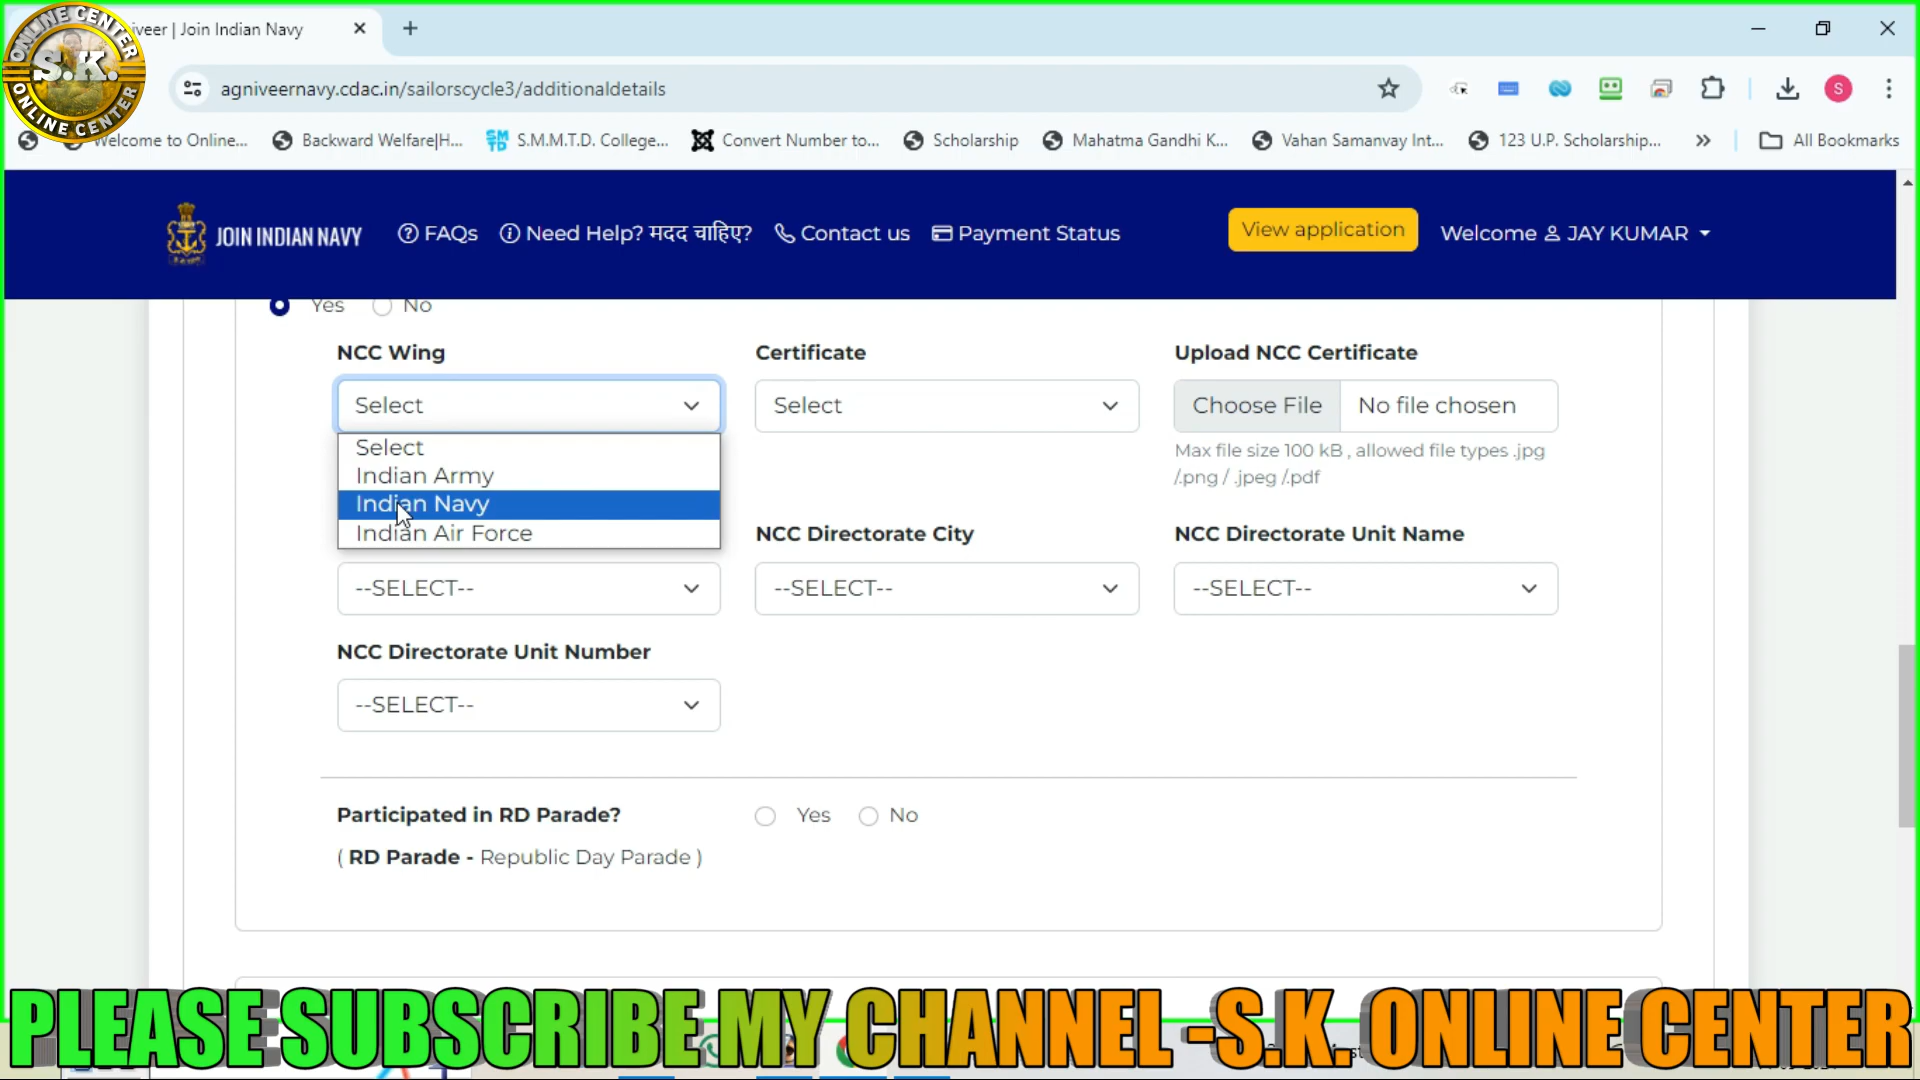 ONLINE CENTER
S.K.
ONLINE CENTER
iveer | Join Indian Navy
agniveernavy.cdac.in/sailorscycle3/additionaldetails
S
Welcome to Online...
Backward Welfare|H...
S.M.M.T.D. College...
Convert Number to...
Scholarship
Mahatma Gandhi K...
Vahan Samanvay Int...
123 U.P. Scholarship...
All Bookmarks
JOIN INDIAN NAVY
FAQs
Need Help? मदद चाहिए?
Contact us
Payment Status
View application
Welcome JAY KUMAR
Yes No
NCC Wing
Certificate
Upload NCC Certificate
Select
Select
Choose File No file chosen
Select
Indian Army
Indian Navy
Indian Air Force
Max file size 100 kB , allowed file types .jpg
/.png / .jpeg /.pdf
NCC Directorate City
NCC Directorate Unit Name
--SELECT--
--SELECT--
--SELECT--
NCC Directorate Unit Number
--SELECT--
Participated in RD Parade?
Yes No
( RD Parade - Republic Day Parade )
PLEASE SUBSCRIBE MY CHANNEL -S.K. ONLINE CENTER